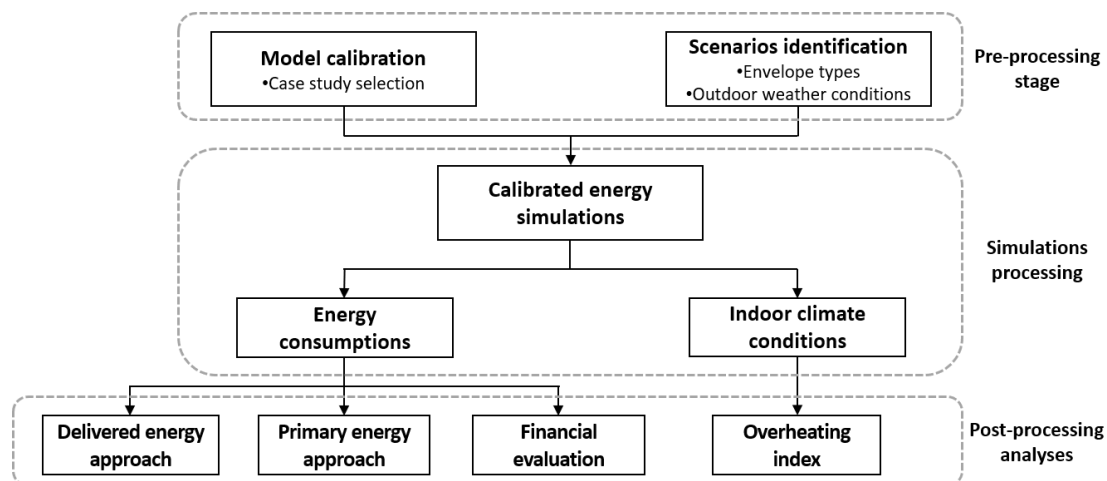 Model calibration
•Case study selection
Scenarios identification
•Envelope types
•Outdoor weather conditions
Pre-processing
stage
Calibrated energy
simulations
Simulations
processing
Energy
consumptions
Indoor climate
conditions
Delivered energy
approach
Primary energy
approach
Financial
evaluation
Overheating
index
Post-processing
analyses